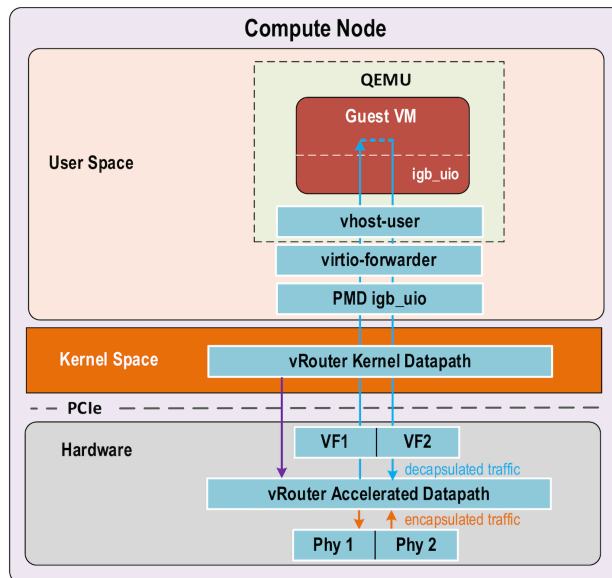 Compute Node
QEMU
Guest VM
User Space
igb_uio
vhost-user
virtio-forwarder
PMD igb_uio
Kernel Space
vRouter Kernel Datapath
PCIe
Hardware
VF1
VF2
decapsulated traffic
vRouter Accelerated Datapath
encapsulated traffic
Phy 1
Phy 2